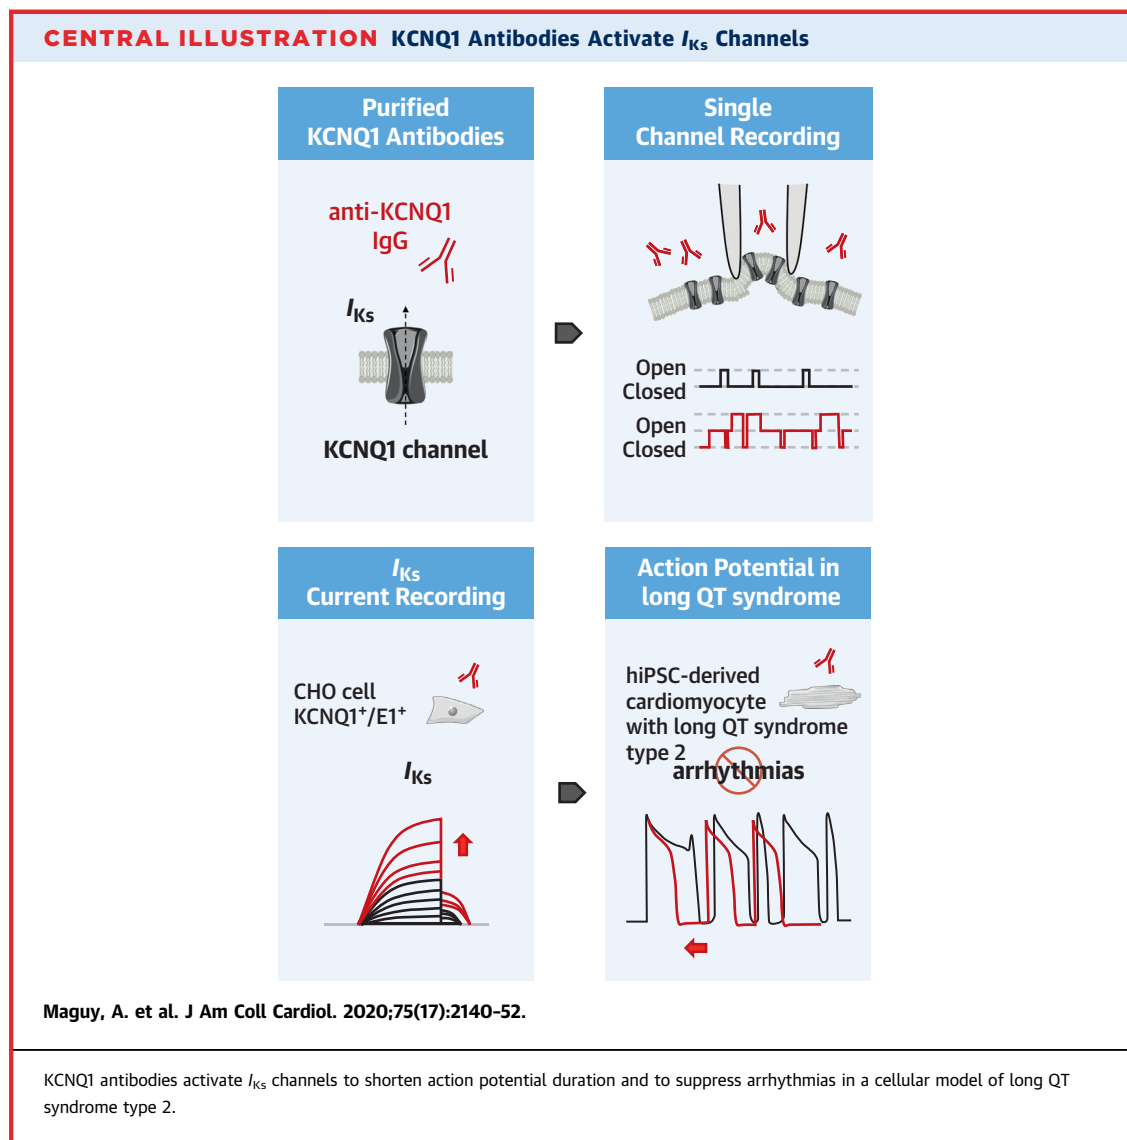 CENTRAL ILLUSTRATION KCNQ1 Antibodies Activate IKs Channels
Purified
KCNQ1 Antibodies
anti-KCNQ1
IgG
IKs
KCNQ1 channel
Single
Channel Recording
Open
Closed
Open
Closed
IKs
Current Recording
CHO cell
KCNQ1+/E1+
IKs
Action Potential in
long QT syndrome
hiPSC-derived
cardiomyocyte
with long QT syndrome
type 2
arrhythmias
Maguy, A. et al. J Am Coll Cardiol. 2020;75(17):2140-52.
KCNQ1 antibodies activate IKs channels to shorten action potential duration and to suppress arrhythmias in a cellular model of long QT
syndrome type 2.